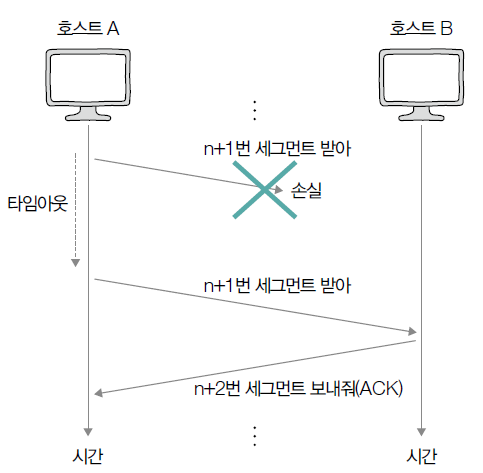 호스트 A
호스트 B
n+1번 세그먼트 받아
타임아웃
손실
n+1번 세그먼트 받아
n+2번 세그먼트 보내줘(ACK)
시간
시간